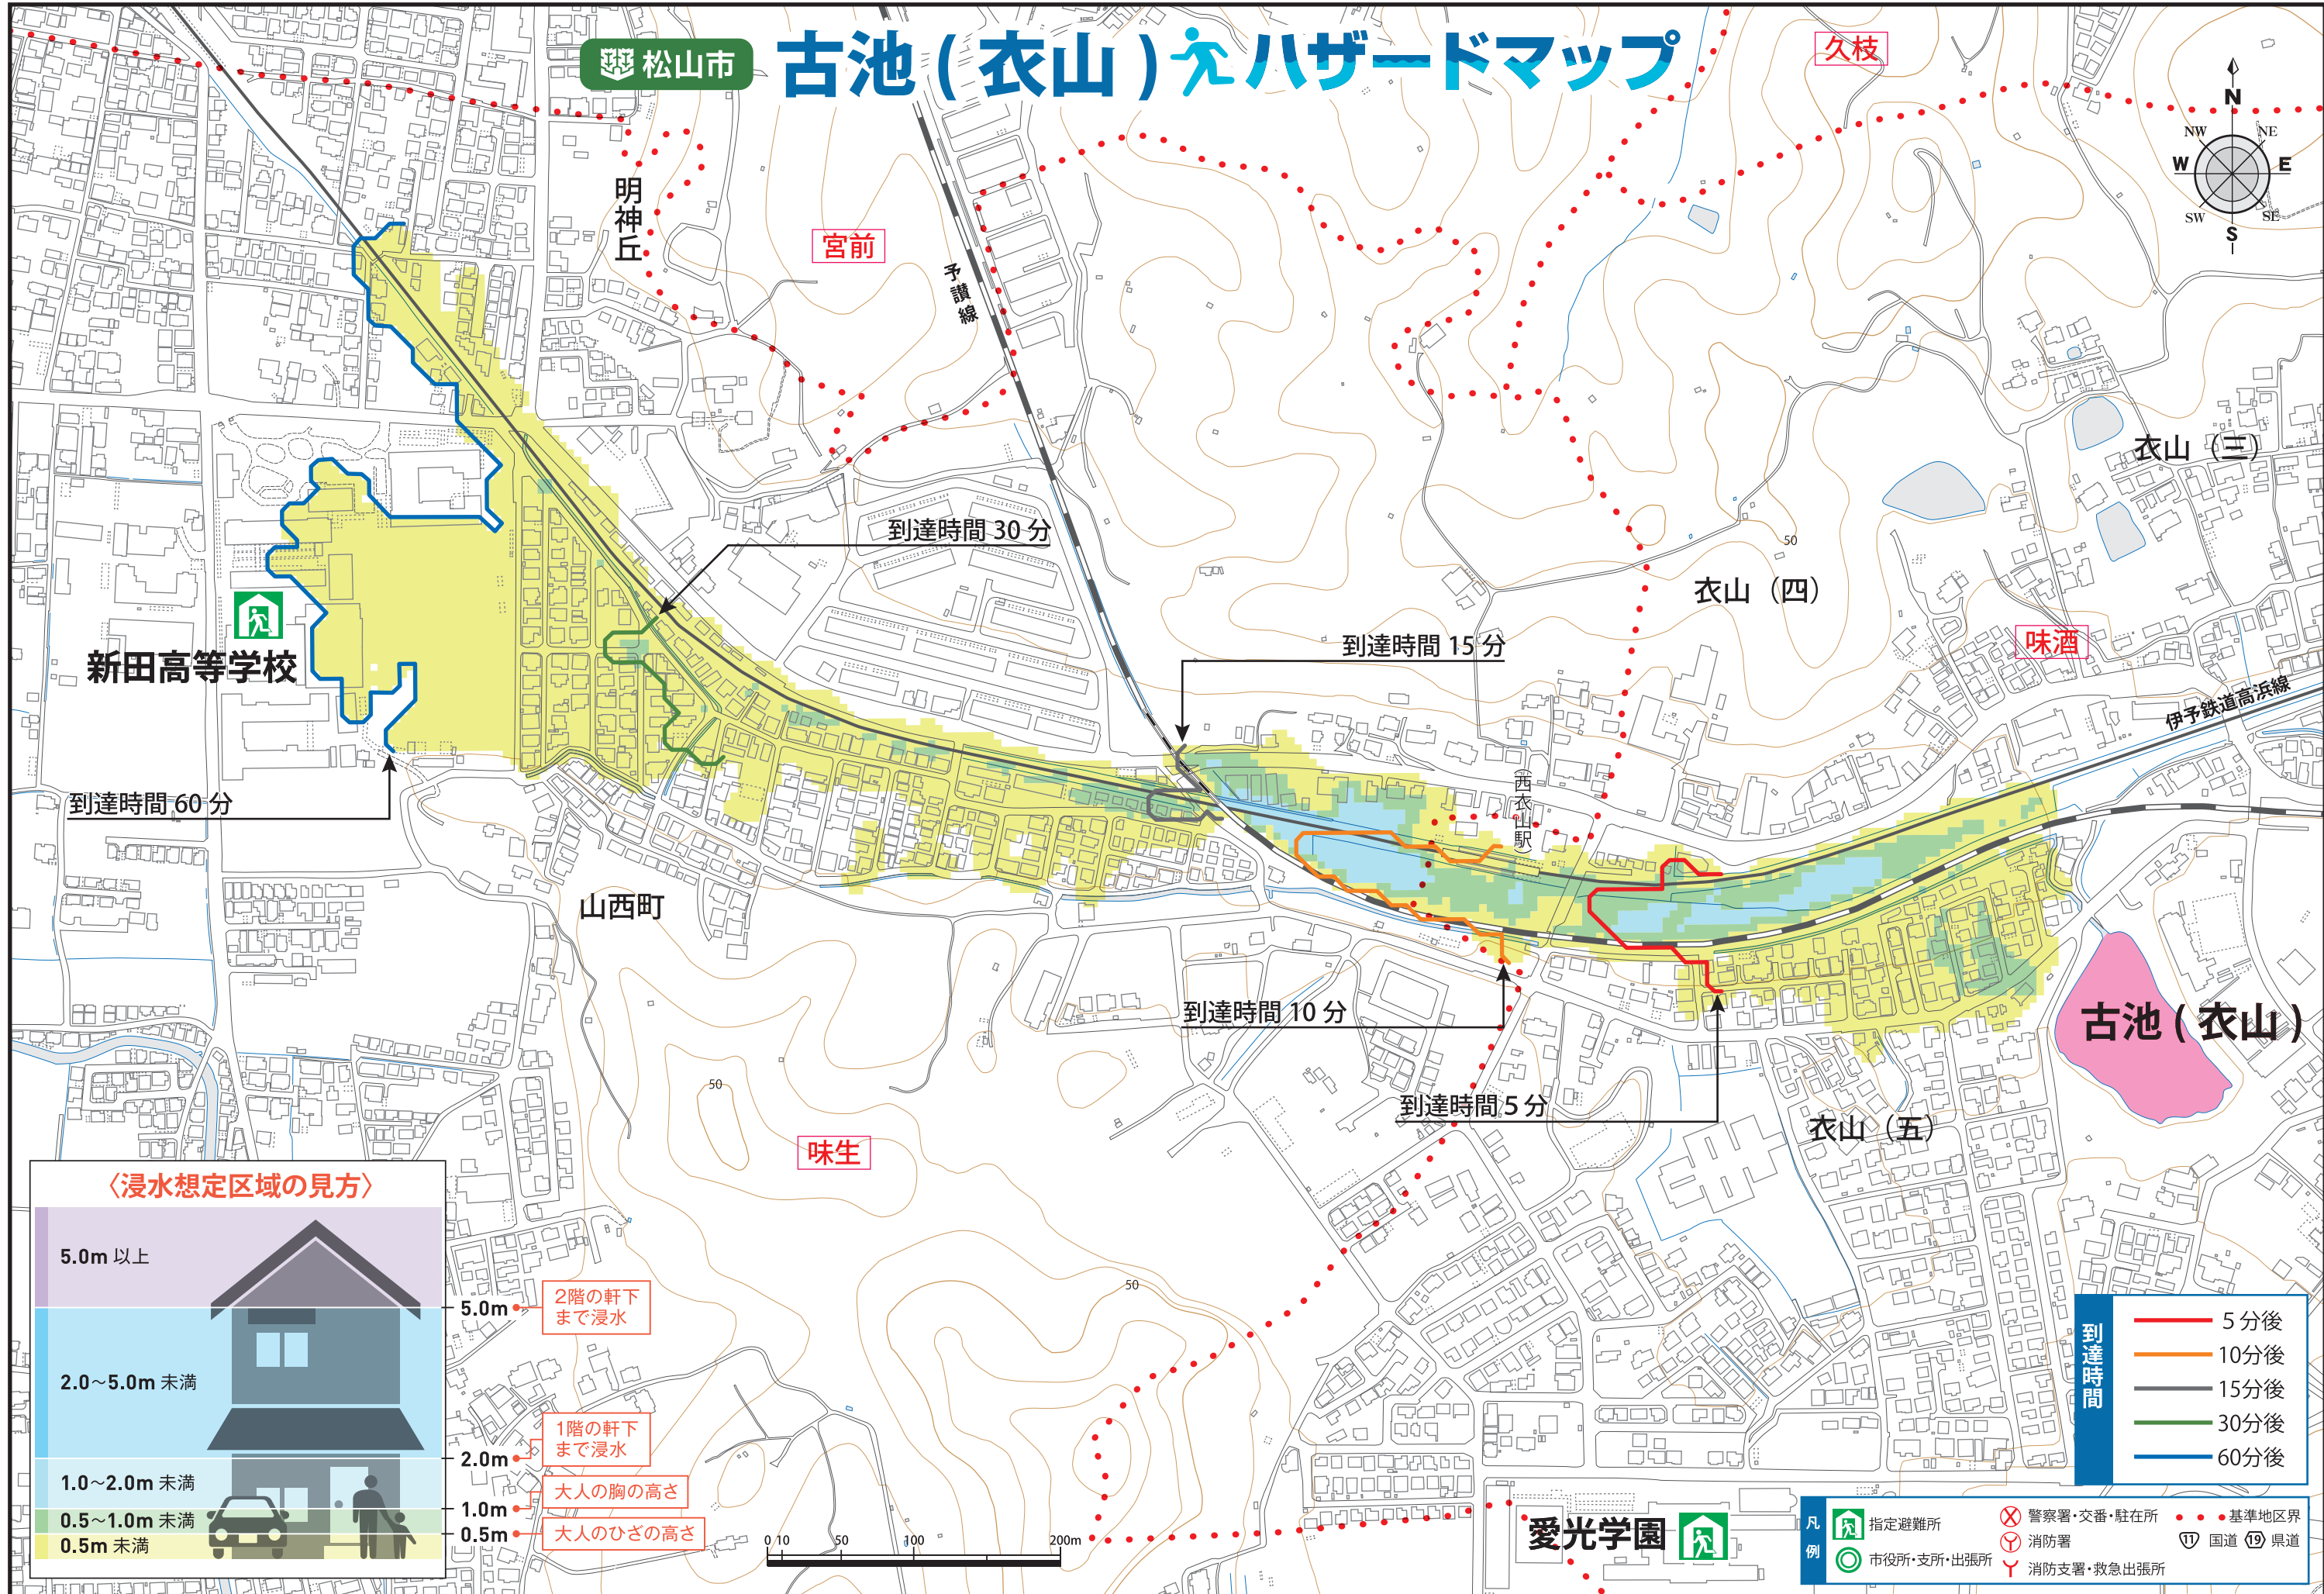 松山市
古池(衣山)ハザードマップ
久枝
N
NW
NE
W
E
SW
SE
S
明神丘
宮前
予讃線
衣山(三)
到達時間 30 分
50
衣山(四)
到達時間 15 分
味酒
新田高等学校
伊予鉄道高浜線
到達時間 60 分
(西衣山駅)
山西町
到達時間 10 分
古池(衣山)
50
到達時間 5 分
衣山(五)
味生
50
〈浸水想定区域の見方〉
5.0m 以上
5.0m
2階の軒下
まで浸水
2.0〜5.0m 未満
2.0m
1階の軒下
まで浸水
1.0〜2.0m 未満
1.0m
大人の胸の高さ
0.5〜1.0m 未満
0.5m
大人のひざの高さ
0.5m 未満
0 10 50 100 200m
愛光学園
到達時間
5 分後
10分後
15分後
30分後
60分後
凡例
指定避難所
市役所・支所・出張所
警察署・交番・駐在所
消防署
消防支署・救急出張所
基準地区界
11 国道 19 県道